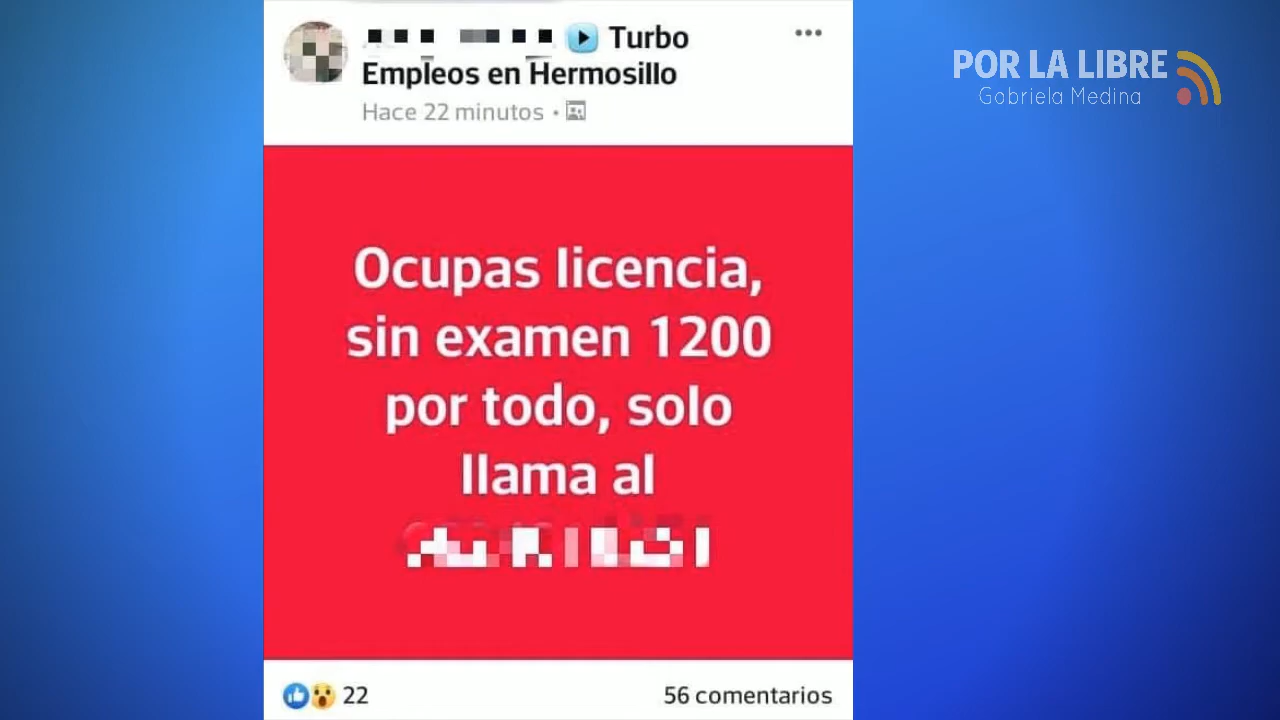 Turbo
Empleos en Hermosillo
Hace 22 minutos •
POR LA LIBRE
Gabriela Medina
Ocupas licencia,
sin examen 1200
por todo, solo
llama al
22
56 comentarios